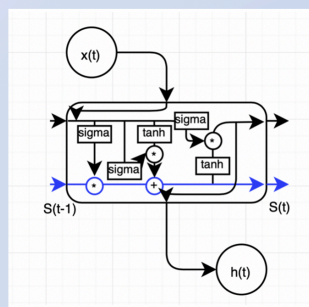 x(t)
sigma
tanh
sigma
*
*
sigma
tanh
*
+
S(t-1)
S(t)
h(t)